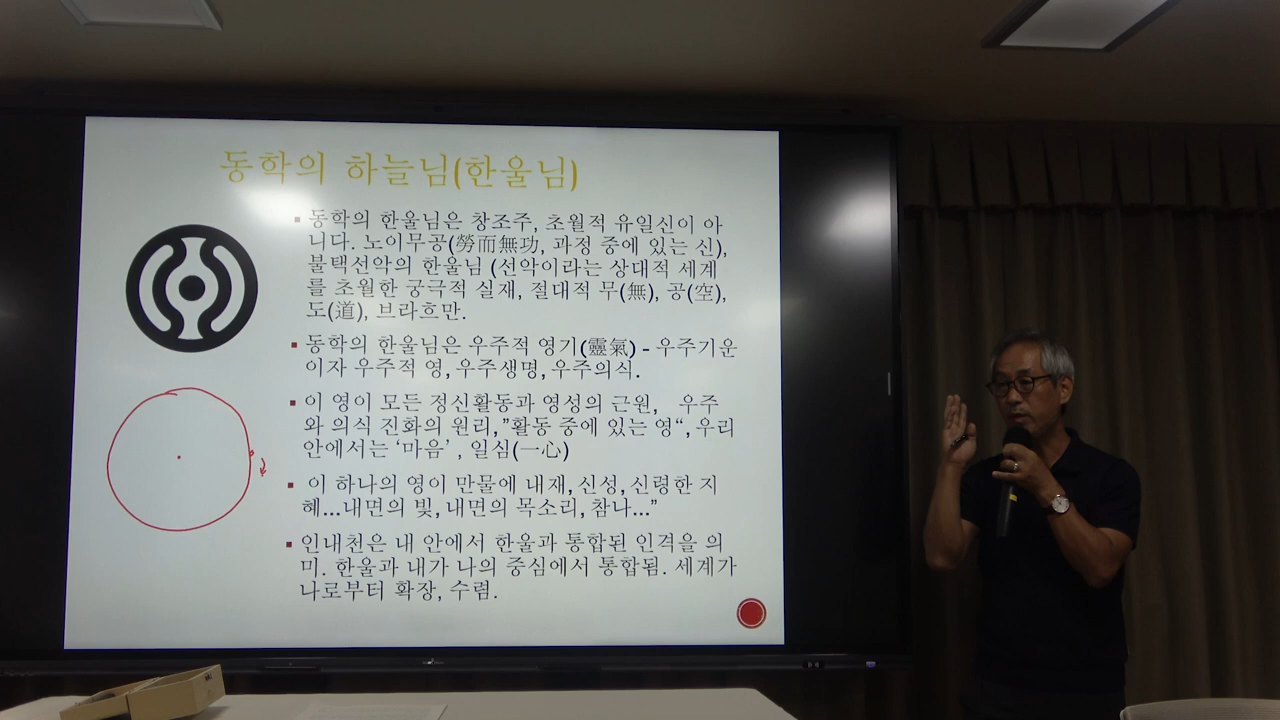 동학의 하늘님(한울님)
▪ 동학의 한울님은 창조주, 초월적 유일신이 아
니다. 노이무공(勞而無功, 과정 중에 있는 신),
불택선악의 한울님 (선악이라는 상대적 세계
를 초월한 궁극적 실재, 절대적 무(無), 공(空),
도(道), 브라흐만.
▪ 동학의 한울님은 우주적 영기(靈氣) - 우주기운
이자 우주적 영, 우주생명, 우주의식.
▪ 이 영이 모든 정신활동과 영성의 근원, 우주
와 의식 진화의 원리, ”활동 중에 있는 영“, 우리
안에서는 ‘마음’ , 일심(一心)
▪ 이 하나의 영이 만물에 내재, 신성, 신령한 지
혜...내면의 빛, 내면의 목소리, 참나...”
▪ 인내천은 내 안에서 한울과 통합된 인격을 의
미. 한울과 내가 나의 중심에서 통합됨. 세계가
나로부터 확장, 수렴.